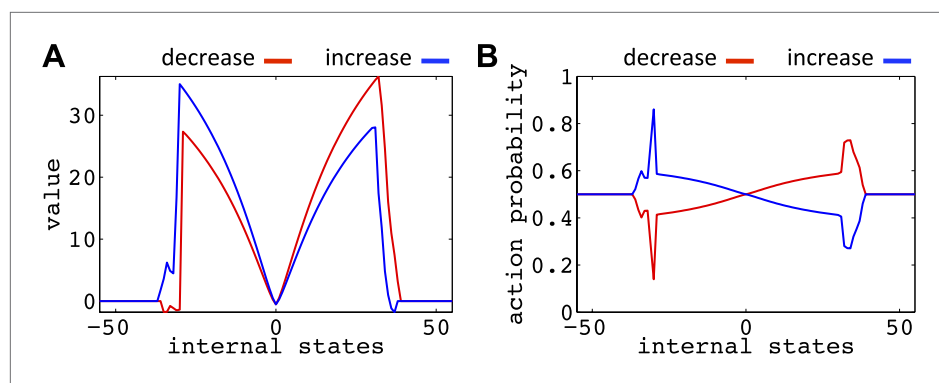 A
decrease
increase
value
30
20
10
0
−50
0
50
internal states
B
decrease
increase
action probability
1
0.8
0.6
0.4
0.2
0
−50
0
50
internal states